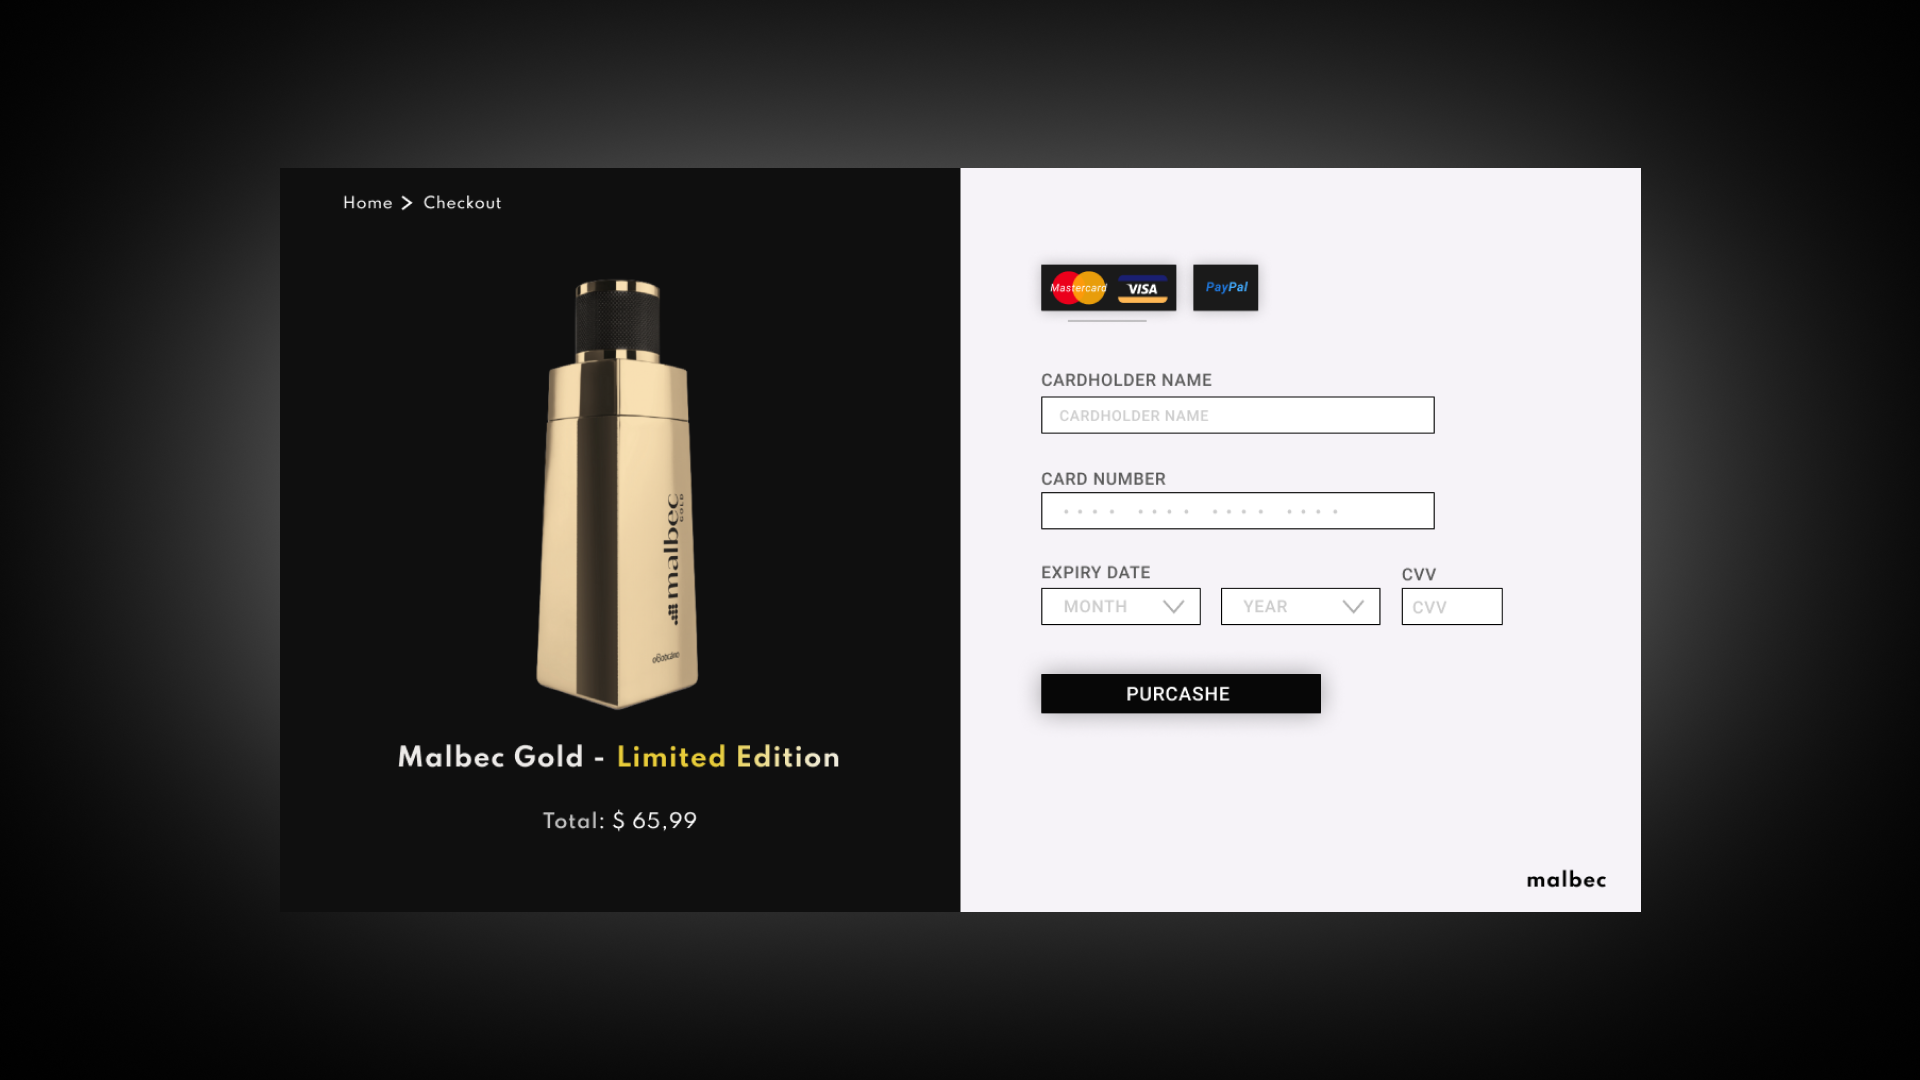 Home > Checkout
malbec
GOLD
oBoticário
Malbec Gold - Limited Edition
Total: $ 65,99
Mastercard VISA PayPal
CARDHOLDER NAME
CARDHOLDER NAME
CARD NUMBER
EXPIRY DATE CVV
MONTH YEAR CVV
PURCASHE
malbec